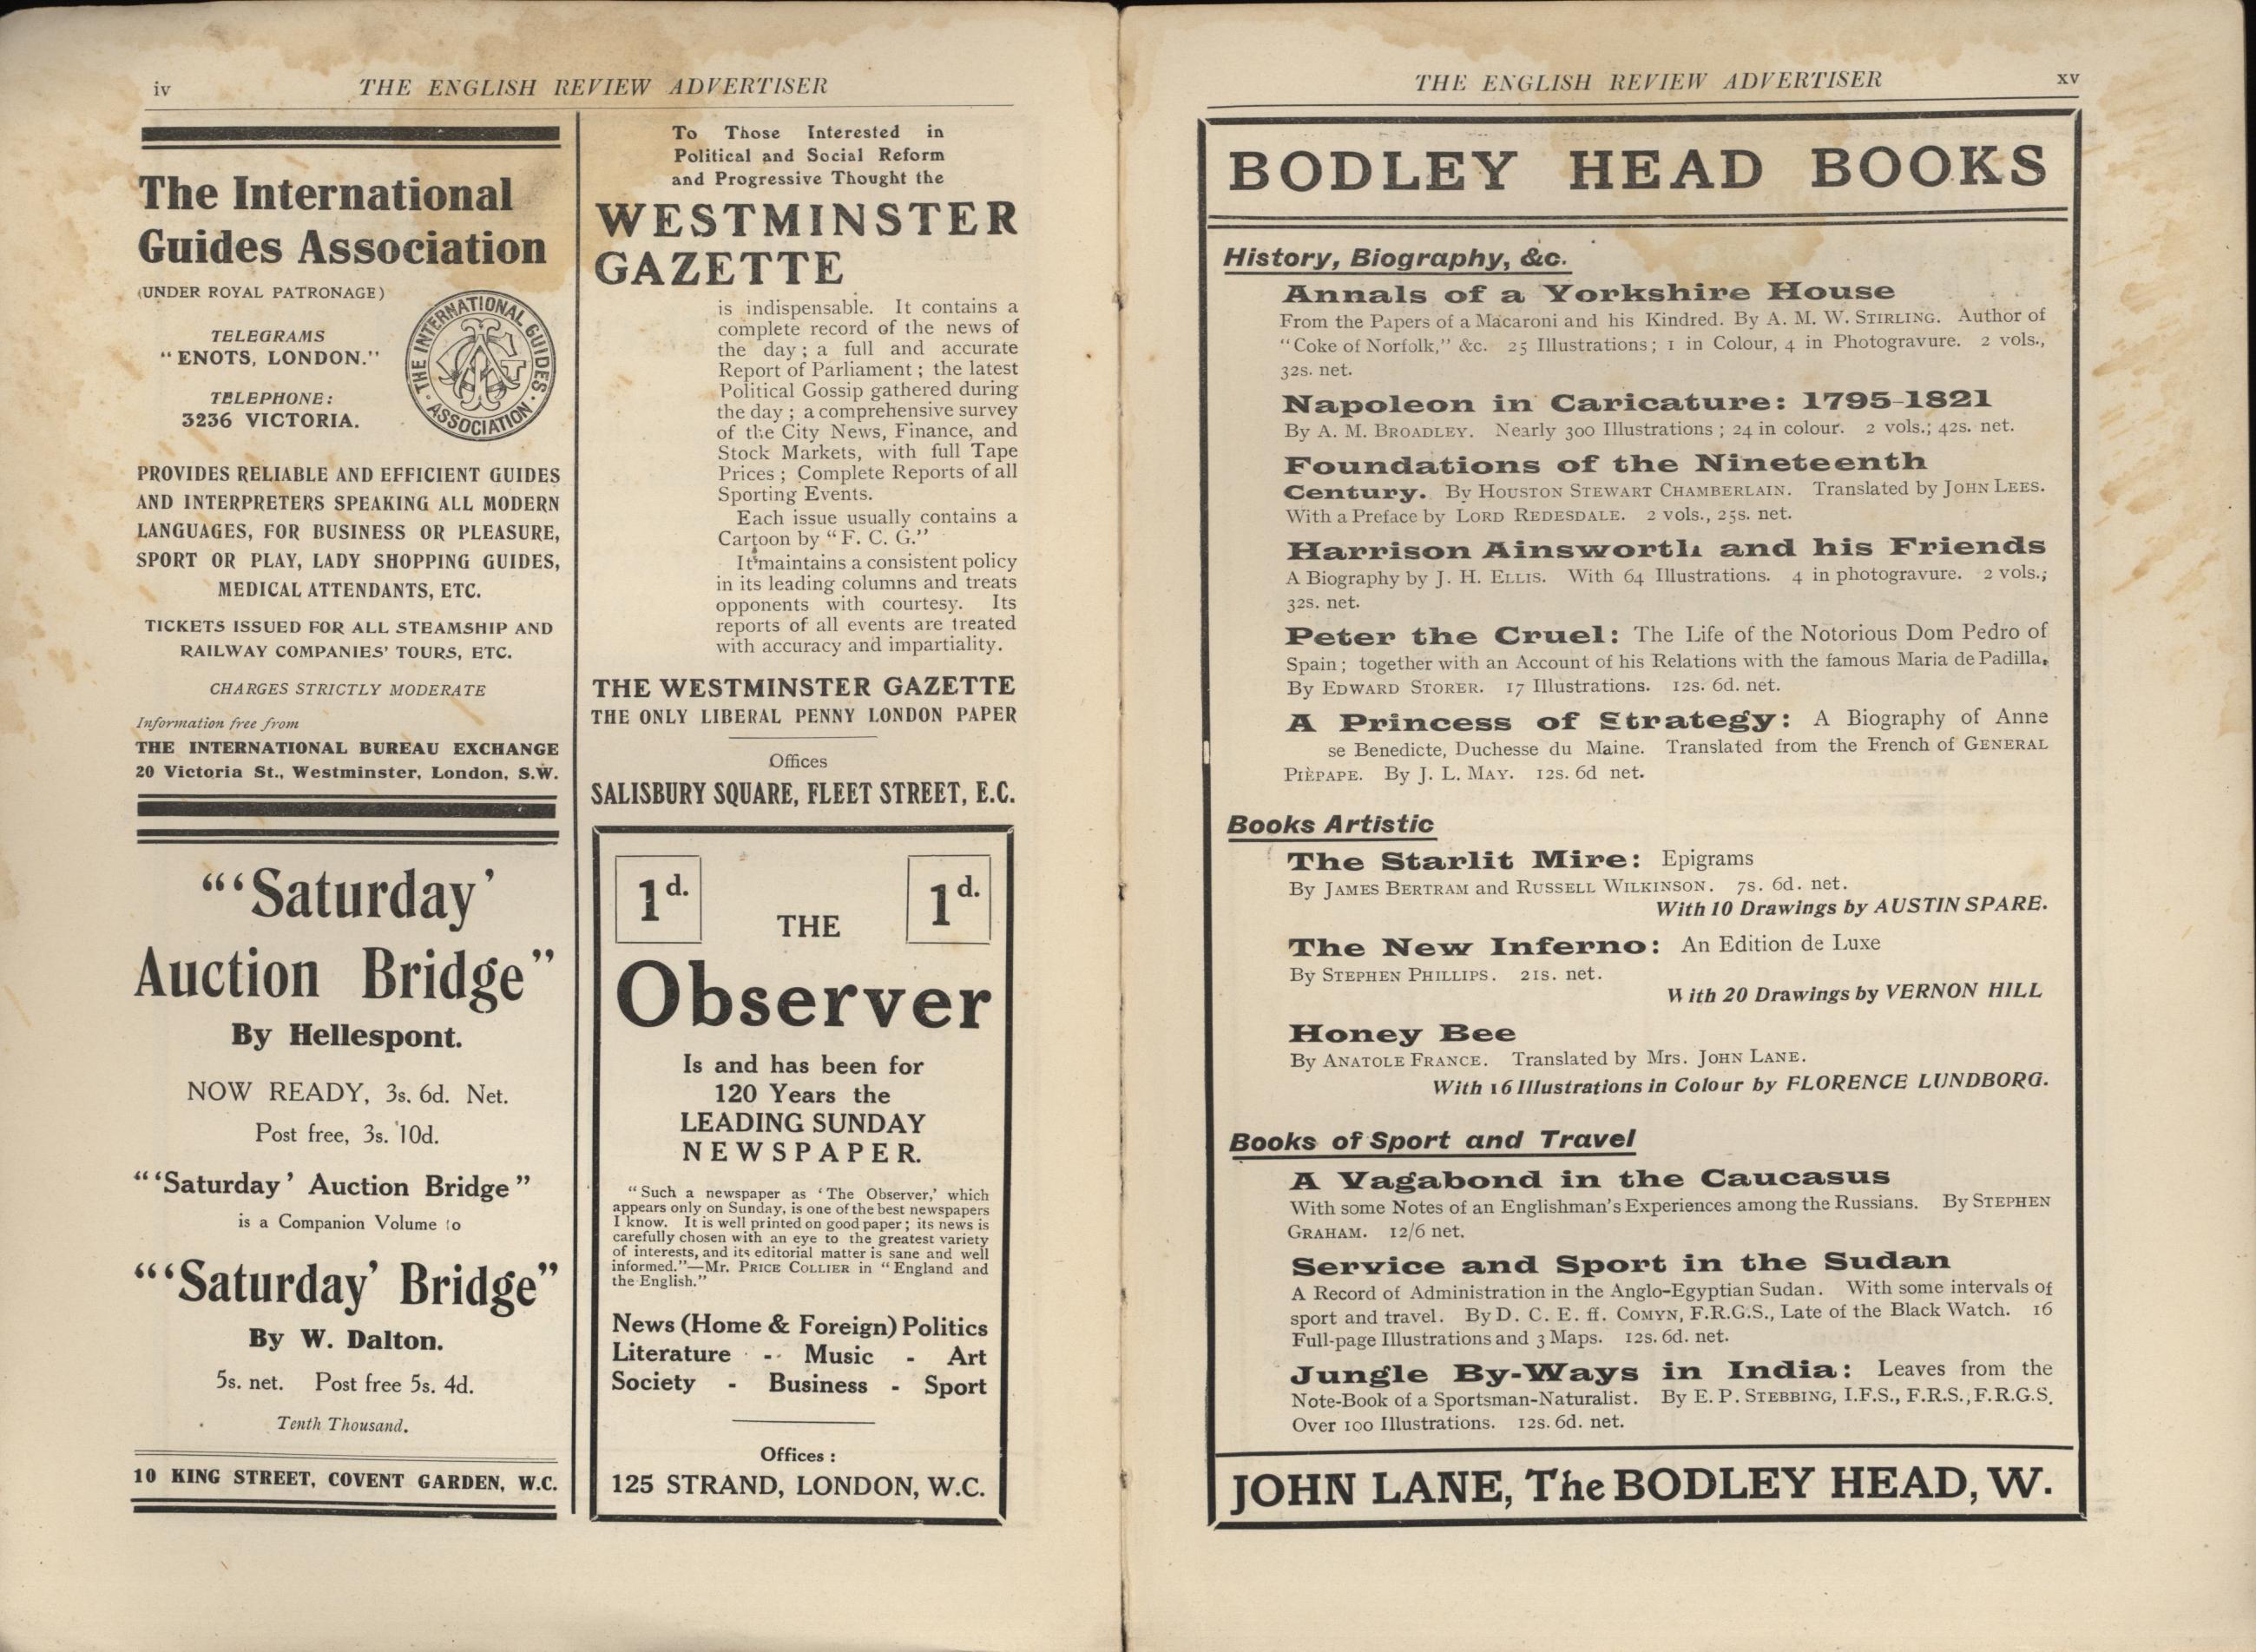 iv THE ENGLISH REVIEW ADVERTISER
The International
Guides Association
(UNDER ROYAL PATRONAGE)
TELEGRAMS
"ENOTS, LONDON."
TELEPHONE:
3236 VICTORIA.
THE INTERNATIONAL GUIDES · ASSOCIATION ·
PROVIDES RELIABLE AND EFFICIENT GUIDES
AND INTERPRETERS SPEAKING ALL MODERN
LANGUAGES, FOR BUSINESS OR PLEASURE,
SPORT OR PLAY, LADY SHOPPING GUIDES,
MEDICAL ATTENDANTS, ETC.
TICKETS ISSUED FOR ALL STEAMSHIP AND
RAILWAY COMPANIES' TOURS, ETC.
CHARGES STRICTLY MODERATE
Information free from
THE INTERNATIONAL BUREAU EXCHANGE
20 Victoria St., Westminster, London, S.W.
"'Saturday'
Auction Bridge"
By Hellespont.
NOW READY, 3s. 6d. Net.
Post free, 3s. 10d.
"'Saturday' Auction Bridge"
is a Companion Volume to
"'Saturday' Bridge"
By W. Dalton.
5s. net. Post free 5s. 4d.
Tenth Thousand.
10 KING STREET, COVENT GARDEN, W.C.
To Those Interested in
Political and Social Reform
and Progressive Thought the
WESTMINSTER
GAZETTE
is indispensable. It contains a
complete record of the news of
the day; a full and accurate
Report of Parliament; the latest
Political Gossip gathered during
the day; a comprehensive survey
of the City News, Finance, and
Stock Markets, with full Tape
Prices; Complete Reports of all
Sporting Events.
Each issue usually contains a
Cartoon by "F. C. G."
It maintains a consistent policy
in its leading columns and treats
opponents with courtesy. Its
reports of all events are treated
with accuracy and impartiality.
THE WESTMINSTER GAZETTE
THE ONLY LIBERAL PENNY LONDON PAPER
Offices
SALISBURY SQUARE, FLEET STREET, E.C.
1d. THE 1d.
Observer
Is and has been for
120 Years the
LEADING SUNDAY
NEWSPAPER.
"Such a newspaper as 'The Observer,' which
appears only on Sunday, is one of the best newspapers
I know. It is well printed on good paper; its news is
carefully chosen with an eye to the greatest variety
of interests, and its editorial matter is sane and well
informed."—Mr. PRICE COLLIER in "England and
the English."
News (Home & Foreign) Politics
Literature - Music - Art
Society - Business - Sport
Offices:
125 STRAND, LONDON, W.C.
THE ENGLISH REVIEW ADVERTISER xv
BODLEY HEAD BOOKS
History, Biography, &c.
Annals of a Yorkshire House
From the Papers of a Macaroni and his Kindred. By A. M. W. STIRLING. Author of
"Coke of Norfolk," &c. 25 Illustrations; 1 in Colour, 4 in Photogravure. 2 vols.,
32s. net.
Napoleon in Caricature: 1795-1821
By A. M. BROADLEY. Nearly 300 Illustrations; 24 in colour. 2 vols.; 42s. net.
Foundations of the Nineteenth
Century. By HOUSTON STEWART CHAMBERLAIN. Translated by JOHN LEES.
With a Preface by LORD REDESDALE. 2 vols., 25s. net.
Harrison Ainsworth and his Friends
A Biography by J. H. ELLIS. With 64 Illustrations. 4 in photogravure. 2 vols.;
32s. net.
Peter the Cruel: The Life of the Notorious Dom Pedro of
Spain; together with an Account of his Relations with the famous Maria de Padilla.
By EDWARD STORER. 17 Illustrations. 12s. 6d. net.
A Princess of Strategy: A Biography of Anne
se Benedicte, Duchesse du Maine. Translated from the French of GENERAL
PIÈPAPE. By J. L. MAY. 12s. 6d net.
Books Artistic
The Starlit Mire: Epigrams
By JAMES BERTRAM and RUSSELL WILKINSON. 7s. 6d. net.
With 10 Drawings by AUSTIN SPARE.
The New Inferno: An Edition de Luxe
By STEPHEN PHILLIPS. 21s. net.
With 20 Drawings by VERNON HILL
Honey Bee
By ANATOLE FRANCE. Translated by Mrs. JOHN LANE.
With 16 Illustrations in Colour by FLORENCE LUNDBORG.
Books of Sport and Travel
A Vagabond in the Caucasus
With some Notes of an Englishman's Experiences among the Russians. By STEPHEN
GRAHAM. 12/6 net.
Service and Sport in the Sudan
A Record of Administration in the Anglo-Egyptian Sudan. With some intervals of
sport and travel. By D. C. E. ff. COMYN, F.R.G.S., Late of the Black Watch. 16
Full-page Illustrations and 3 Maps. 12s. 6d. net.
Jungle By-Ways in India: Leaves from the
Note-Book of a Sportsman-Naturalist. By E. P. STEBBING, I.F.S., F.R.S., F.R.G.S.
Over 100 Illustrations. 12s. 6d. net.
JOHN LANE, The BODLEY HEAD, W.